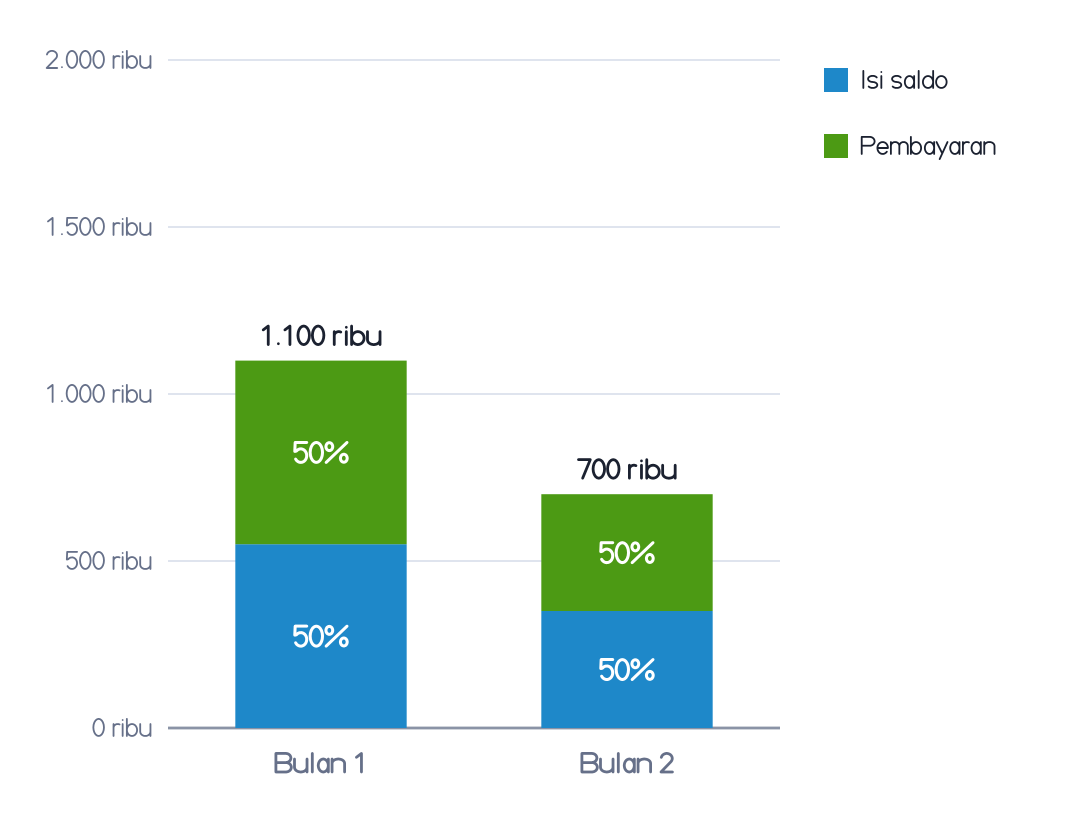 2.000 ribu
1.500 ribu
1.000 ribu
500 ribu
0 ribu
1.100 ribu
50%
50%
700 ribu
50%
50%
Bulan 1
Bulan 2
Isi saldo
Pembayaran